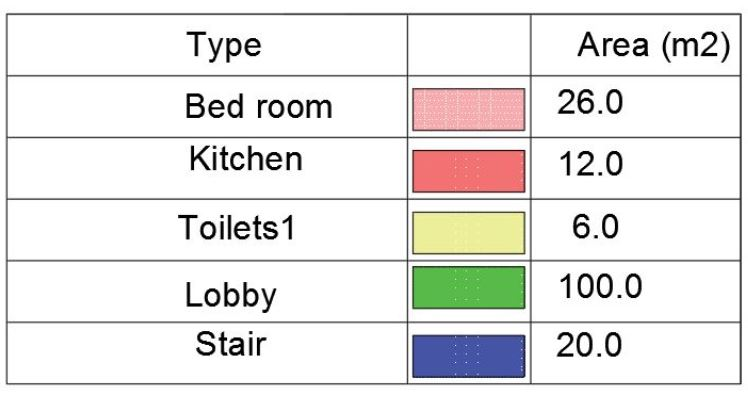 Type Area (m2)
Bed room 26.0
Kitchen 12.0
Toilets1 6.0
Lobby 100.0
Stair 20.0